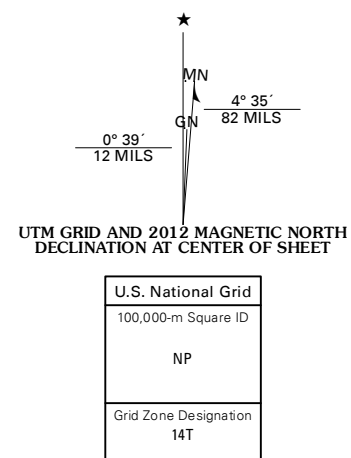 ★
MN
4° 35´
82 MILS
GN
0° 39´
12 MILS
UTM GRID AND 2012 MAGNETIC NORTH
DECLINATION AT CENTER OF SHEET
U.S. National Grid
100,000-m Square ID
NP
Grid Zone Designation
14T